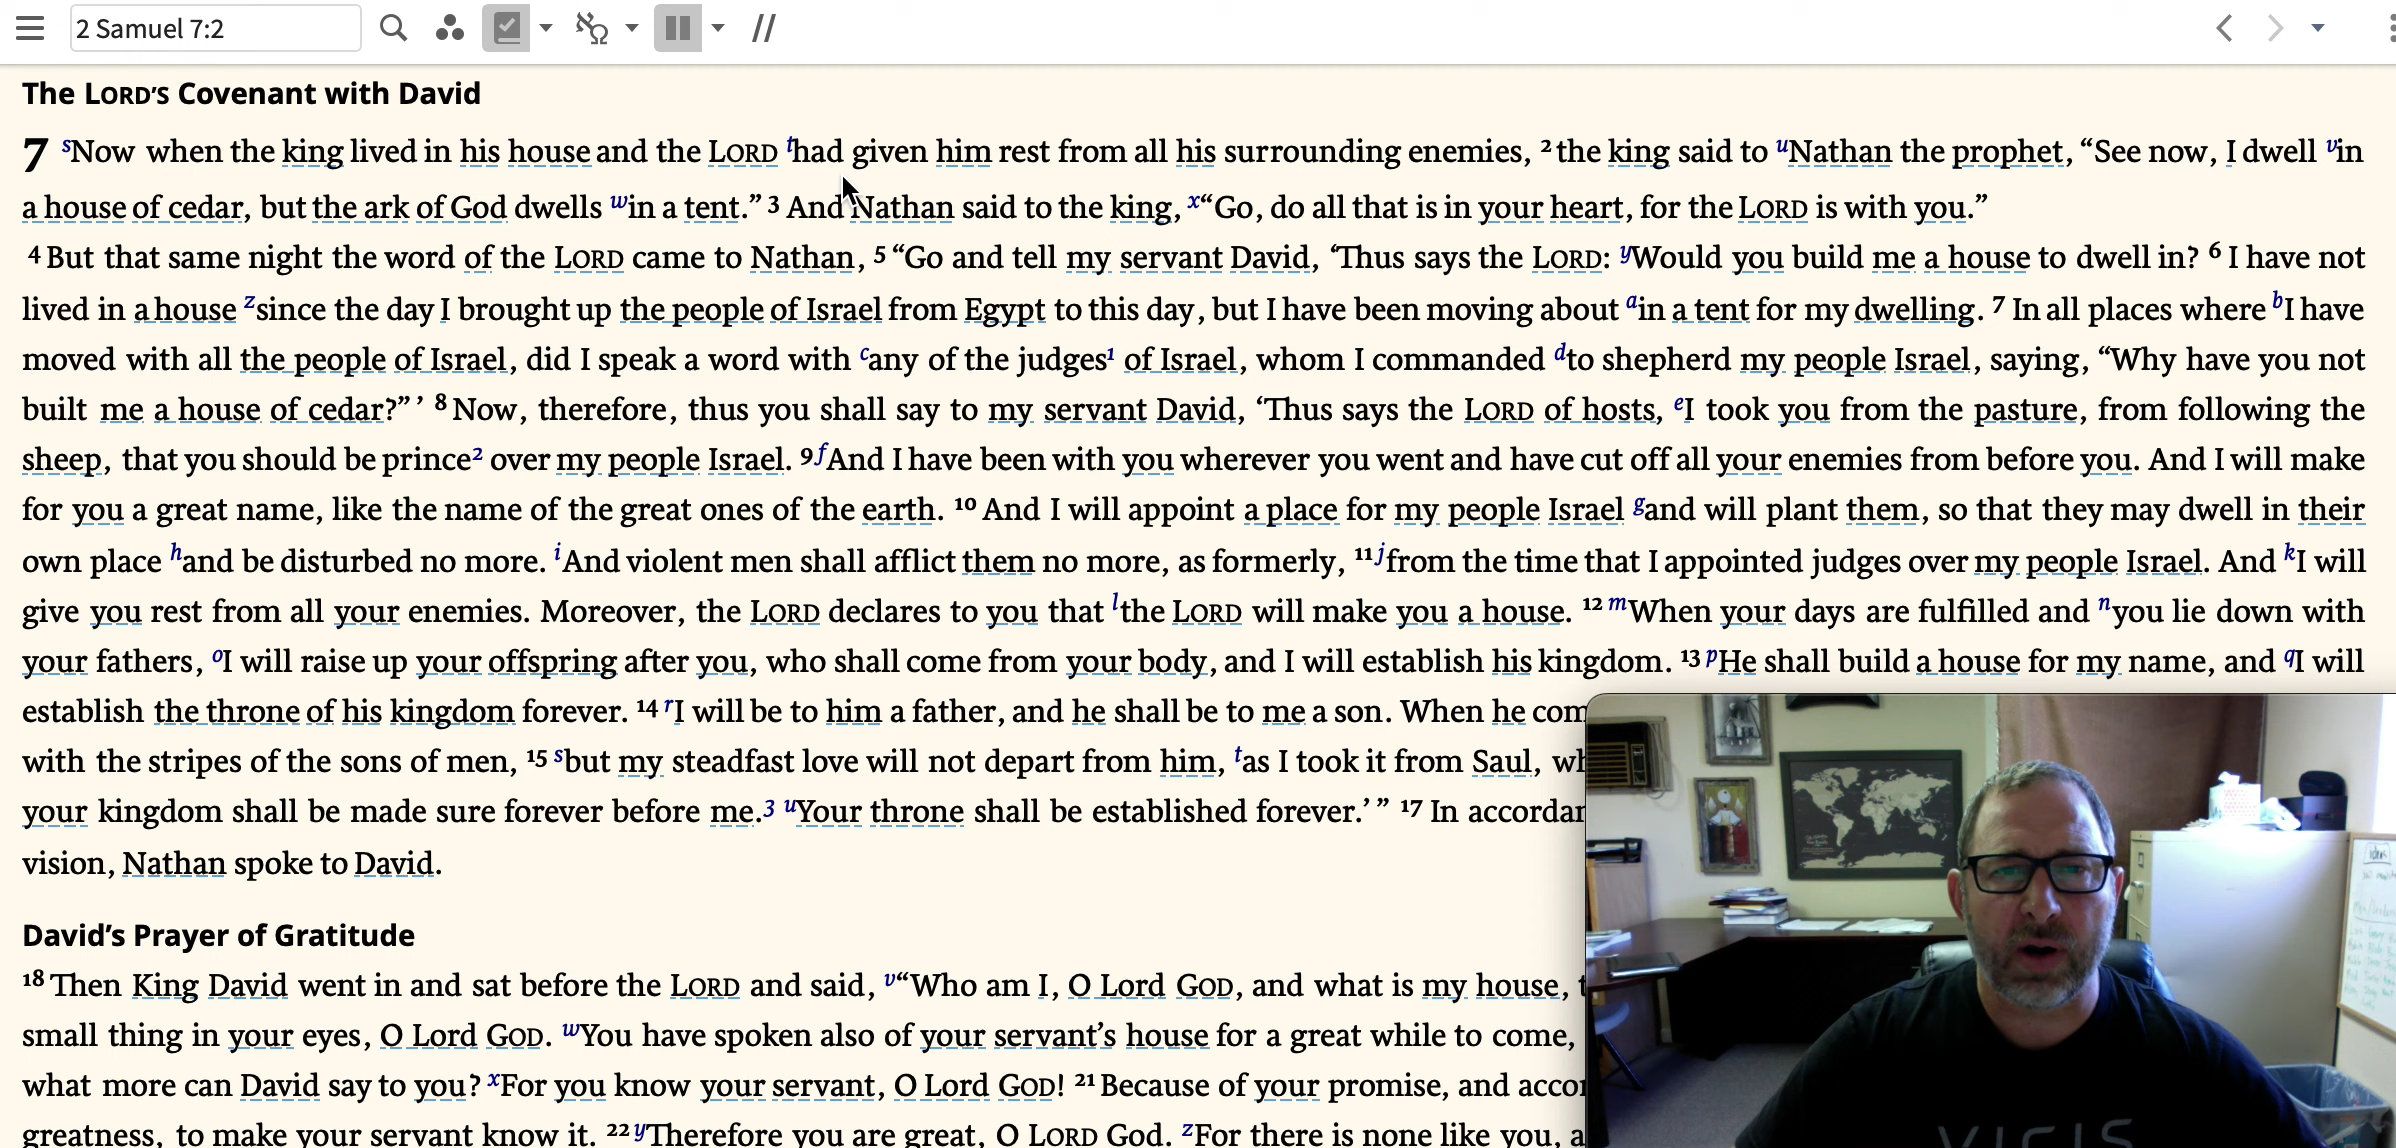 2 Samuel 7:2
The LORD'S Covenant with David
7 sNow when the king lived in his house and the LORD thad given him rest from all his surrounding enemies, 2 the king said to uNathan the prophet, “See now, I dwell vin
a house of cedar, but the ark of God dwells win a tent.” 3 And Nathan said to the king, x“Go, do all that is in your heart, for the LORD is with you.”
4 But that same night the word of the LORD came to Nathan, 5 “Go and tell my servant David, ‘Thus says the LORD: yWould you build me a house to dwell in? 6 I have not
lived in a house zsince the day I brought up the people of Israel from Egypt to this day, but I have been moving about ain a tent for my dwelling. 7 In all places where bI have
moved with all the people of Israel, did I speak a word with cany of the judges1 of Israel, whom I commanded dto shepherd my people Israel, saying, “Why have you not
built me a house of cedar?” ’ 8 Now, therefore, thus you shall say to my servant David, ‘Thus says the LORD of hosts, eI took you from the pasture, from following the
sheep, that you should be prince2 over my people Israel. 9 fAnd I have been with you wherever you went and have cut off all your enemies from before you. And I will make
for you a great name, like the name of the great ones of the earth. 10 And I will appoint a place for my people Israel gand will plant them, so that they may dwell in their
own place hand be disturbed no more. iAnd violent men shall afflict them no more, as formerly, 11 jfrom the time that I appointed judges over my people Israel. And kI will
give you rest from all your enemies. Moreover, the LORD declares to you that lthe LORD will make you a house. 12 mWhen your days are fulfilled and nyou lie down with
your fathers, oI will raise up your offspring after you, who shall come from your body, and I will establish his kingdom. 13 pHe shall build a house for my name, and qI will
establish the throne of his kingdom forever. 14 rI will be to him a father, and he shall be to me a son. When he com
with the stripes of the sons of men, 15 sbut my steadfast love will not depart from him, tas I took it from Saul, wh
your kingdom shall be made sure forever before me.3 uYour throne shall be established forever.’ ” 17 In accordan
vision, Nathan spoke to David.
David’s Prayer of Gratitude
18 Then King David went in and sat before the LORD and said, v“Who am I, O Lord GOD, and what is my house, t
small thing in your eyes, O Lord GOD. wYou have spoken also of your servant’s house for a great while to come,
what more can David say to you? xFor you know your servant, O Lord GOD! 21 Because of your promise, and accor
greatness, to make your servant know it. 22 yTherefore you are great, O LORD God. zFor there is none like you, a